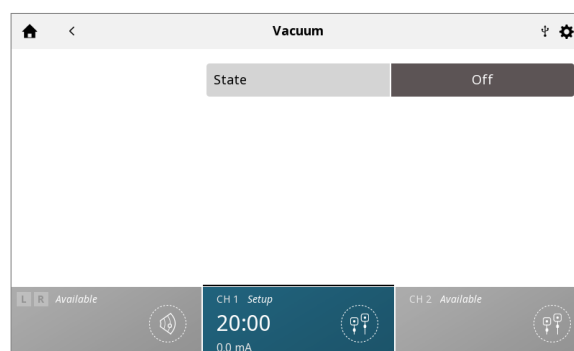 Vacuum
State Off
L R Available
CH 1 Setup
20:00
0.0 mA
CH 2 Available